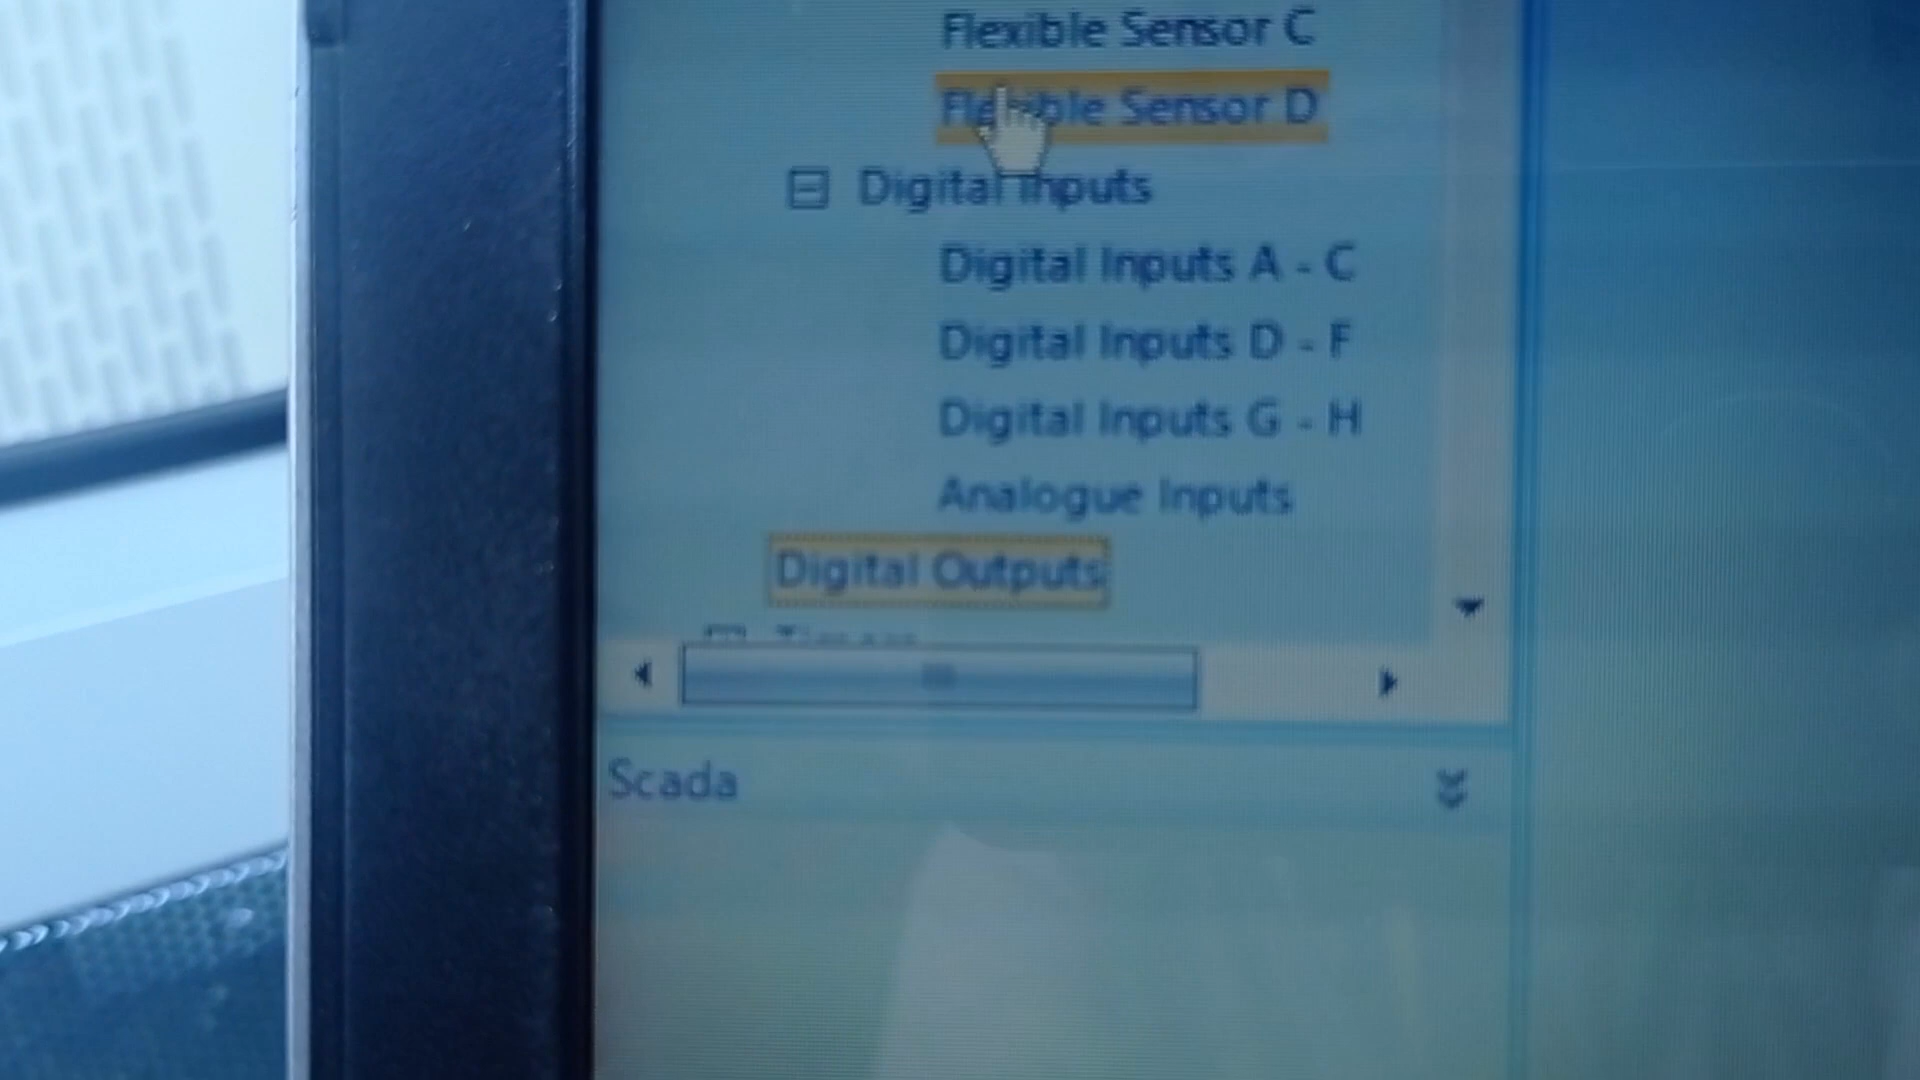 Flexible Sensor C
Flexible Sensor D
Digital Inputs
Digital Inputs A - C
Digital Inputs D - F
Digital Inputs G - H
Analogue Inputs
Digital Outputs
Scada